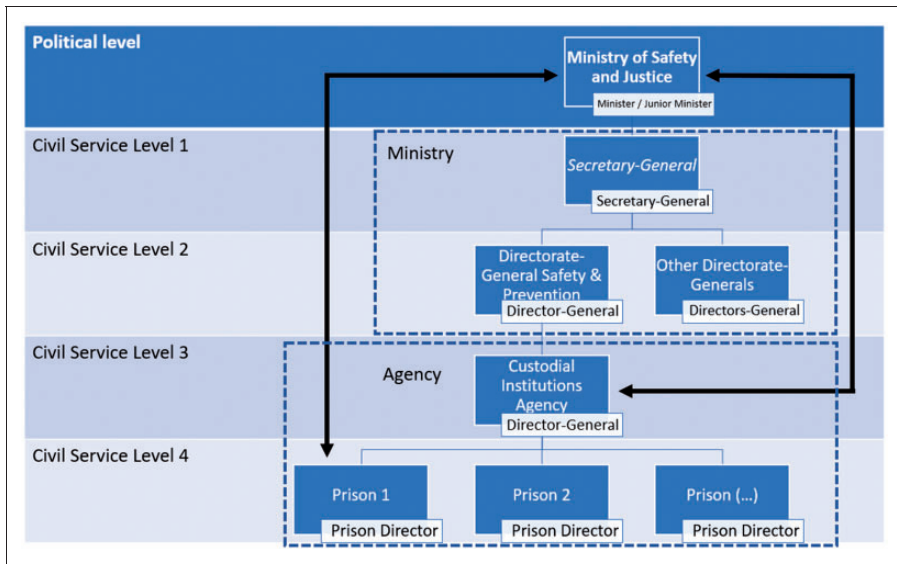 Political level
Ministry of Safety
and Justice
Minister / Junior Minister
Civil Service Level 1
Ministry
Secretary-General
Secretary-General
Civil Service Level 2
Directorate-
General Safety &
Prevention
Director-General
Other Directorate-
Generals
Directors-General
Civil Service Level 3
Agency
Custodial
Institutions
Agency
Director-General
Civil Service Level 4
Prison 1
Prison Director
Prison 2
Prison Director
Prison (...)
Prison Director